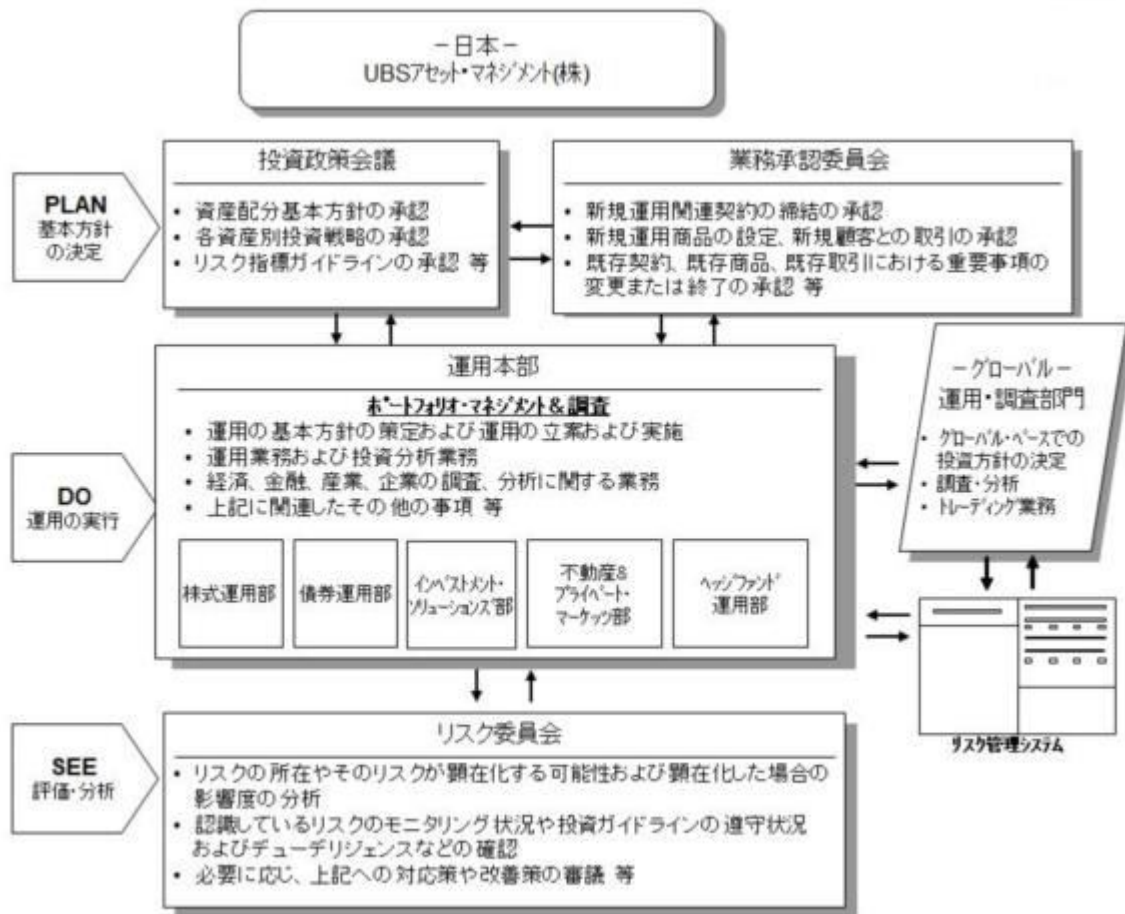 －日本－
UBSアセット・マネジメント(株)
PLAN
基本方針
の決定
投資政策会議
• 資産配分基本方針の承認
• 各資産別投資戦略の承認
• リスク指標ガイドラインの承認 等
業務承認委員会
• 新規運用関連契約の締結の承認
• 新規運用商品の設定、新規顧客との取引の承認
• 既存契約、既存商品、既存取引における重要事項の
変更または終了の承認 等
DO
運用の実行
運用本部
ポートフォリオ・マネジメント&調査
• 運用の基本方針の策定および運用の立案および実施
• 運用業務および投資分析業務
• 経済、金融、産業、企業の調査、分析に関する業務
• 上記に関連したその他の事項 等
株式運用部
債券運用部
インベストメント・
ソリューションズ部
不動産&
プライベート・
マーケッツ部
ヘッジファンド
運用部
－グローバル－
運用・調査部門
• グローバル・ベースでの
投資方針の決定
• 調査・分析
• トレーディング業務
リスク管理システム
SEE
評価・分析
リスク委員会
• リスクの所在やそのリスクが顕在化する可能性および顕在化した場合の
影響度の分析
• 認識しているリスクのモニタリング状況や投資ガイドラインの遵守状況
およびデューデリジェンスなどの確認
• 必要に応じ、上記への対応策や改善策の審議 等